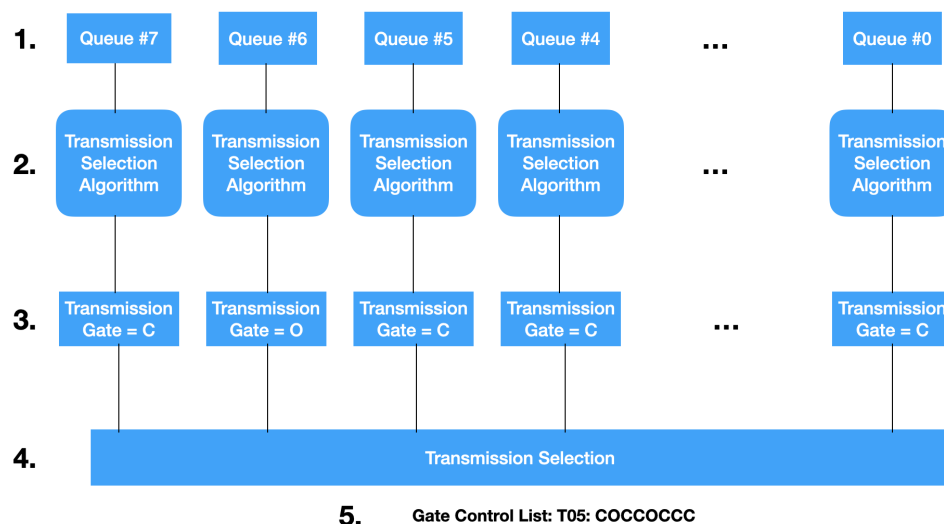 1. Queue #7 Queue #6 Queue #5 Queue #4 ... Queue #0
Transmission Transmission Transmission Transmission Transmission
2. Selection Selection Selection Selection ... Selection
Algorithm Algorithm Algorithm Algorithm Algorithm
Transmission Transmission Transmission Transmission Transmission
3. Gate = C Gate = O Gate = C Gate = C ... Gate = C
4. Transmission Selection
5. Gate Control List: T05: COCCOCCC